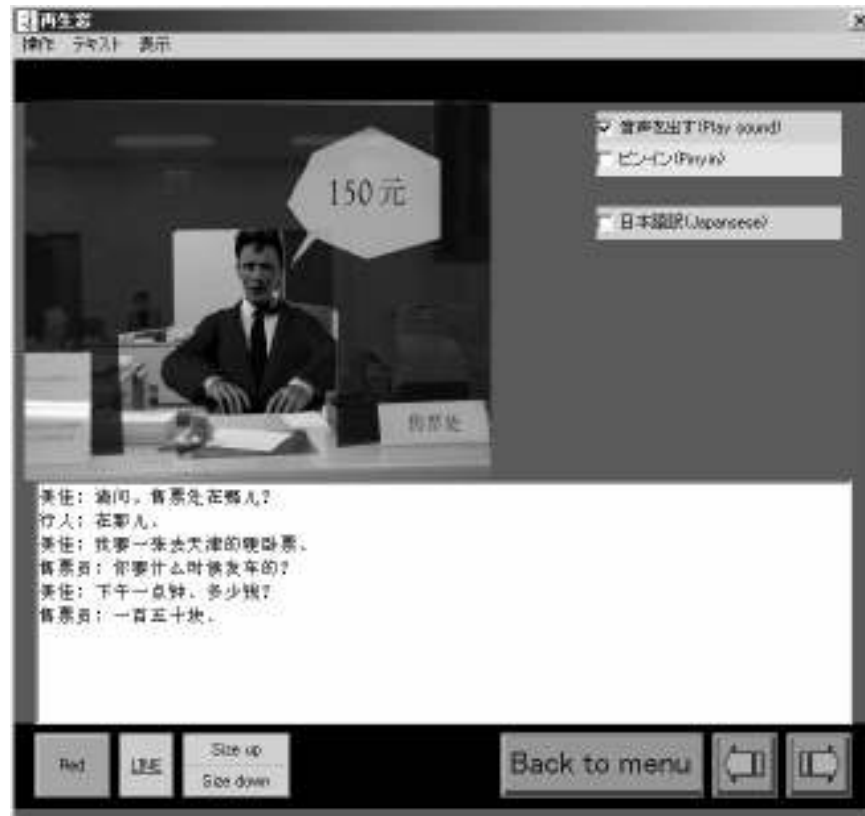 再生窓
操作 テキスト 表示
150元
售票处
音声を出す(Play sound)
ピンイン(Pinyin)
日本語訳(Japansese)
美佳：请问，售票处在哪儿？
行人：在那儿。
美佳：我要一张去天津的硬卧票。
售票员：你要什么时候发车的？
美佳：下午一点钟。多少钱？
售票员：一百五十块。
Red
LINE
Size up
Size down
Back to menu